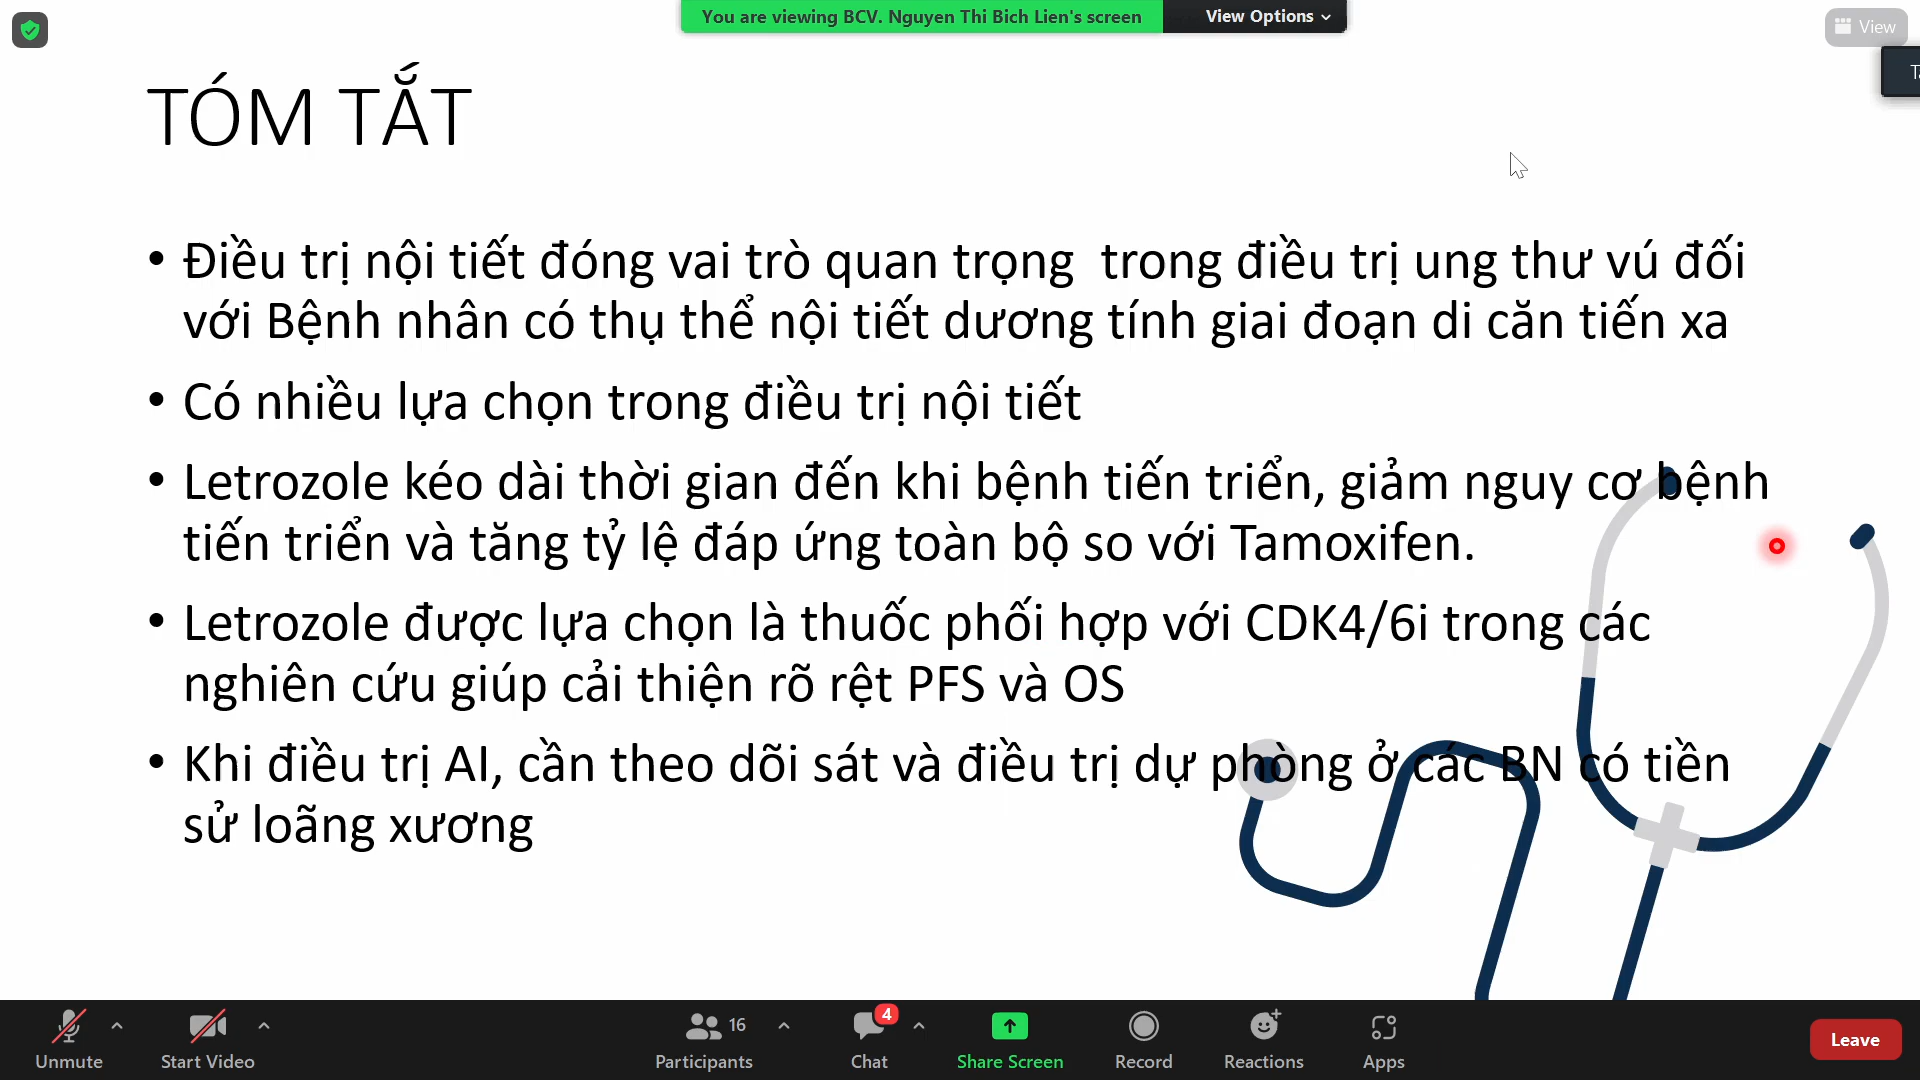 You are viewing BCV. Nguyen Thi Bich Lien's screen
View Options
View
TÓM TẮT
• Điều trị nội tiết đóng vai trò quan trọng trong điều trị ung thư vú đối
với Bệnh nhân có thụ thể nội tiết dương tính giai đoạn di căn tiến xa
• Có nhiều lựa chọn trong điều trị nội tiết
• Letrozole kéo dài thời gian đến khi bệnh tiến triển, giảm nguy cơ bệnh
tiến triển và tăng tỷ lệ đáp ứng toàn bộ so với Tamoxifen.
• Letrozole được lựa chọn là thuốc phối hợp với CDK4/6i trong các
nghiên cứu giúp cải thiện rõ rệt PFS và OS
• Khi điều trị AI, cần theo dõi sát và điều trị dự phòng ở các BN có tiền
sử loãng xương
16
4
Unmute
Start Video
Participants
Chat
Share Screen
Record
Reactions
Apps
Leave